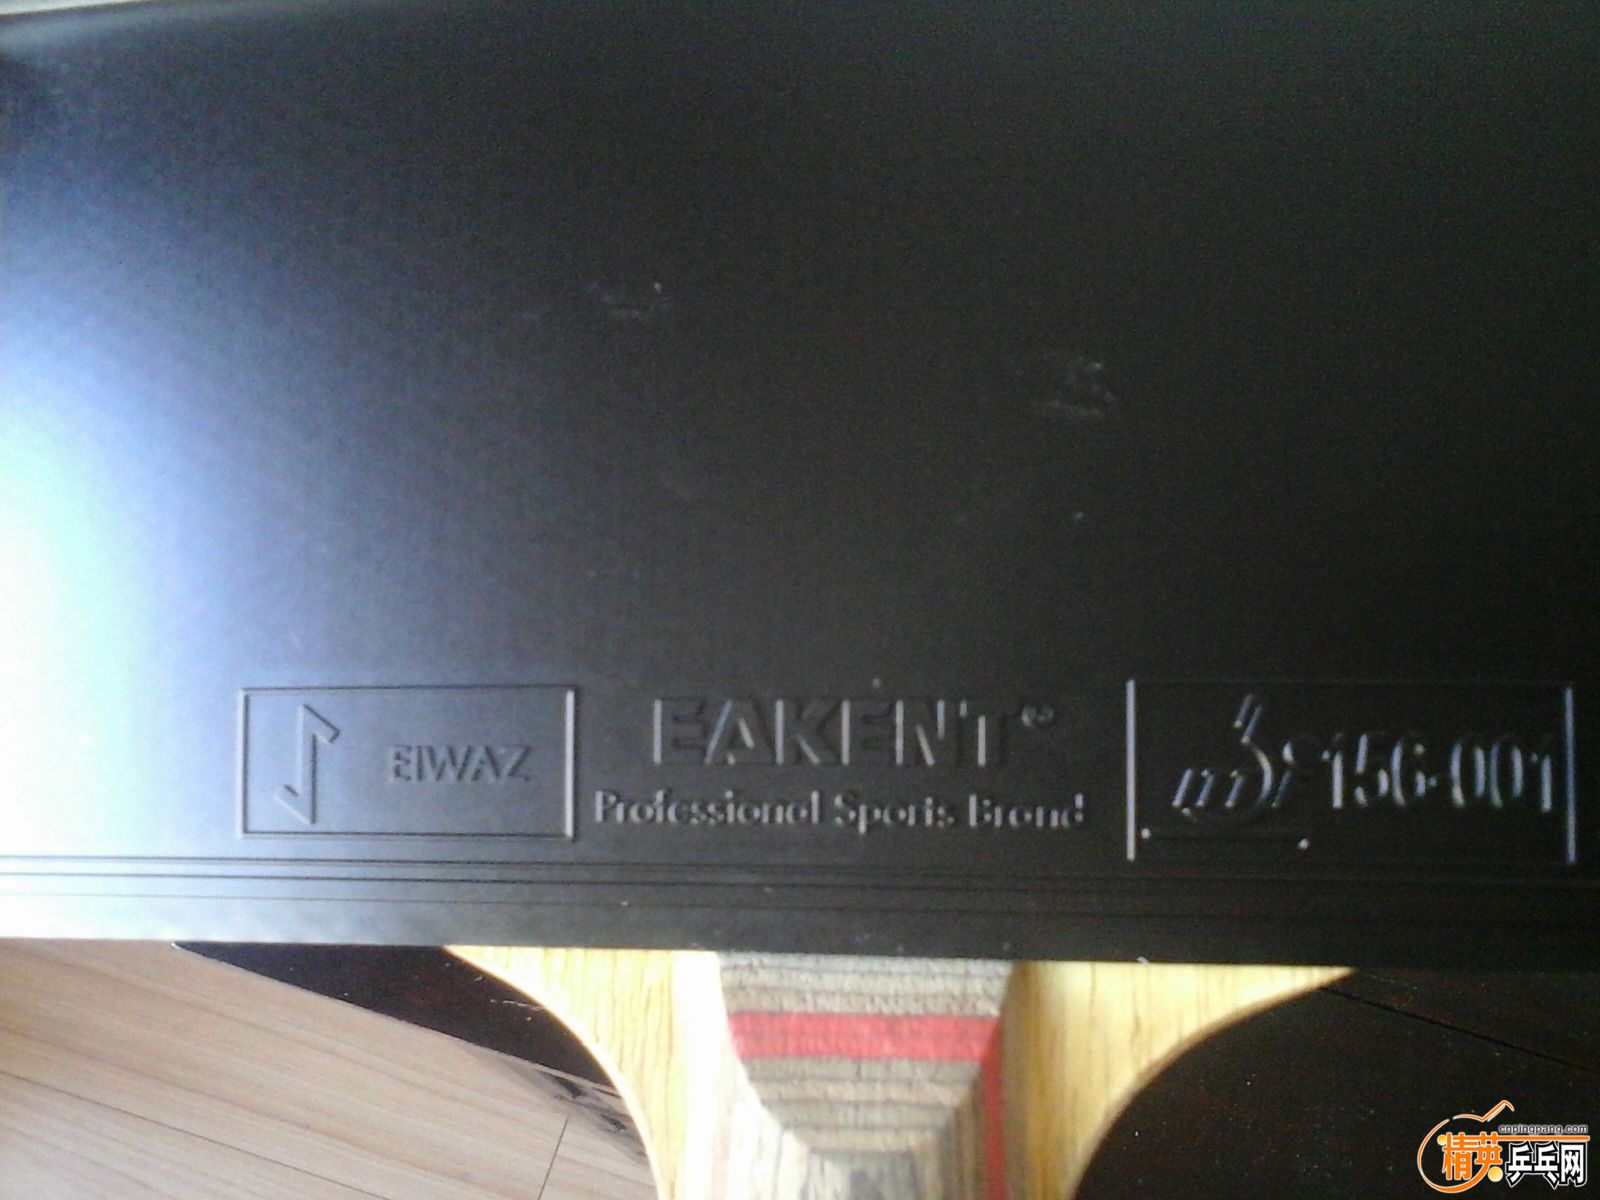 EIWAZ
EAKENT®
Professional Sports Brand
156-001
cnpingpang.com
精英乒乓网